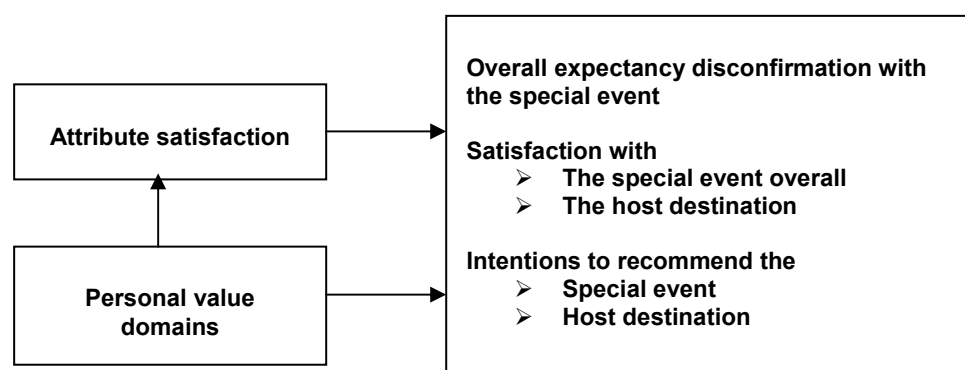 Attribute satisfaction
Personal value
domains
Overall expectancy disconfirmation with
the special event
Satisfaction with
➢ The special event overall
➢ The host destination
Intentions to recommend the
➢ Special event
➢ Host destination